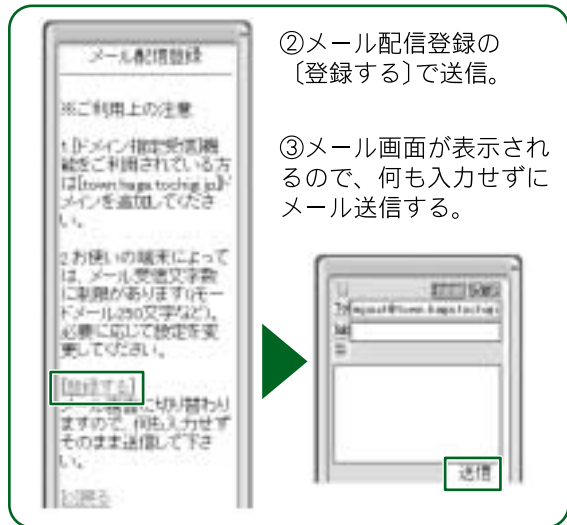 メール配信登録
※ご利用上の注意
1.[ドメイン指定受信]機
能をご利用されている方
は[town.haga.tochigi.jp]ド
メインを追加してくださ
い。
2.お使いの端末によって
は、メール受信文字数
に制限があります(iモー
ドメール250文字など)。
必要に応じて設定を変
更してください。
[登録する]
メール画面に切り替わり
ますので、何も入力せず
そのまま送信して下さ
い。
②メール配信登録の
〔登録する〕で送信。
③メール画面が表示され
るので、何も入力せずに
メール送信する。
To
送信